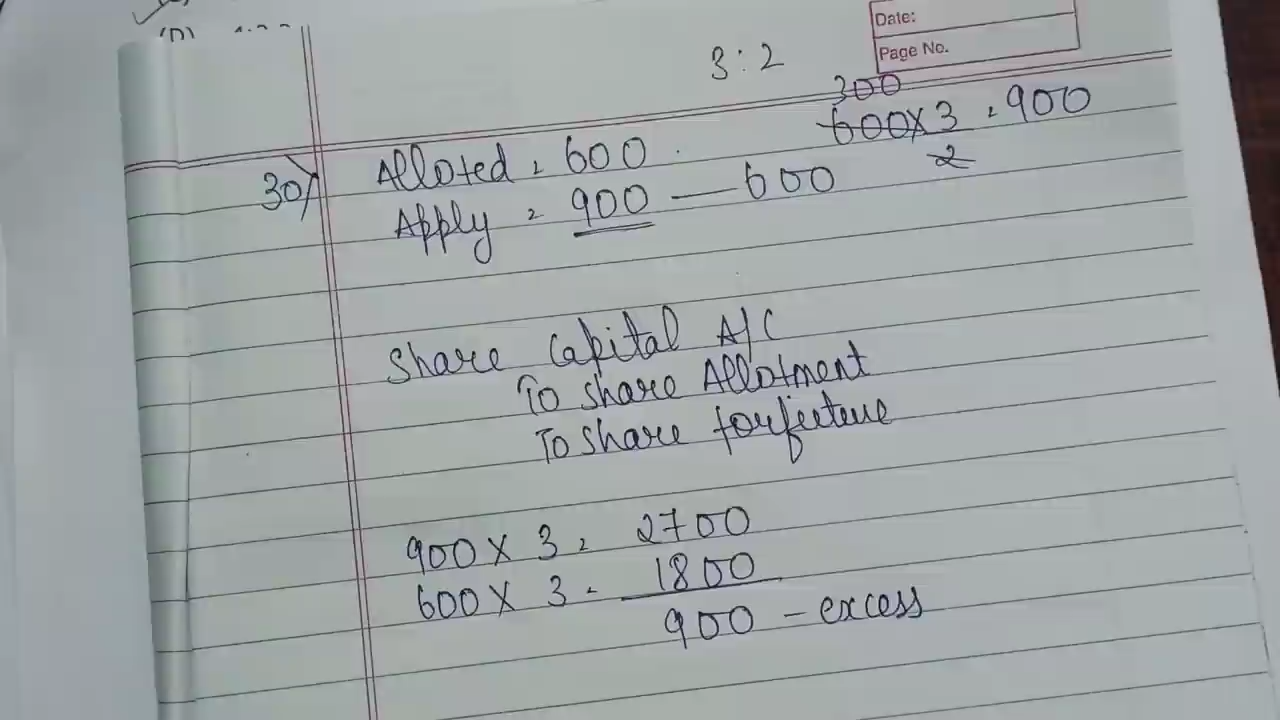 Date:
Page No.
3 : 2
300
600 × 3 = 900
2
30)
Alloted = 600
Apply = 900 — 600
Share Capital A/C
To Share Allotment
To Share forfieteue
900 × 3 = 2700
600 × 3 = 1800
900 – excess